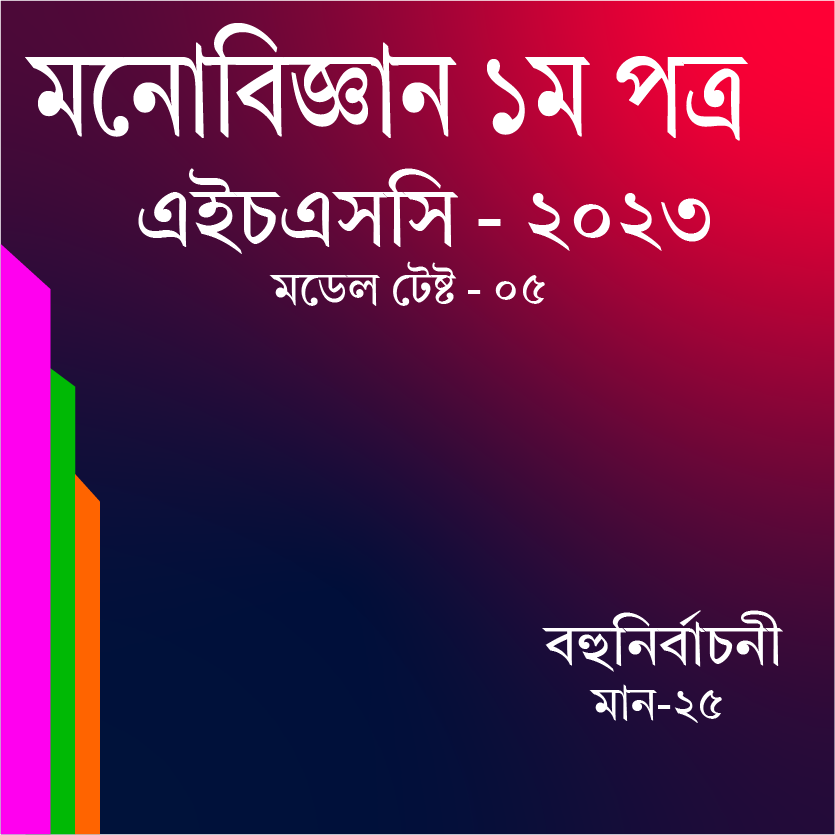 মনোবিজ্ঞান ১ম পত্র
এইচএসসি - ২০২৩
মডেল টেষ্ট - ০৫
বহুনির্বাচনী
মান-২৫